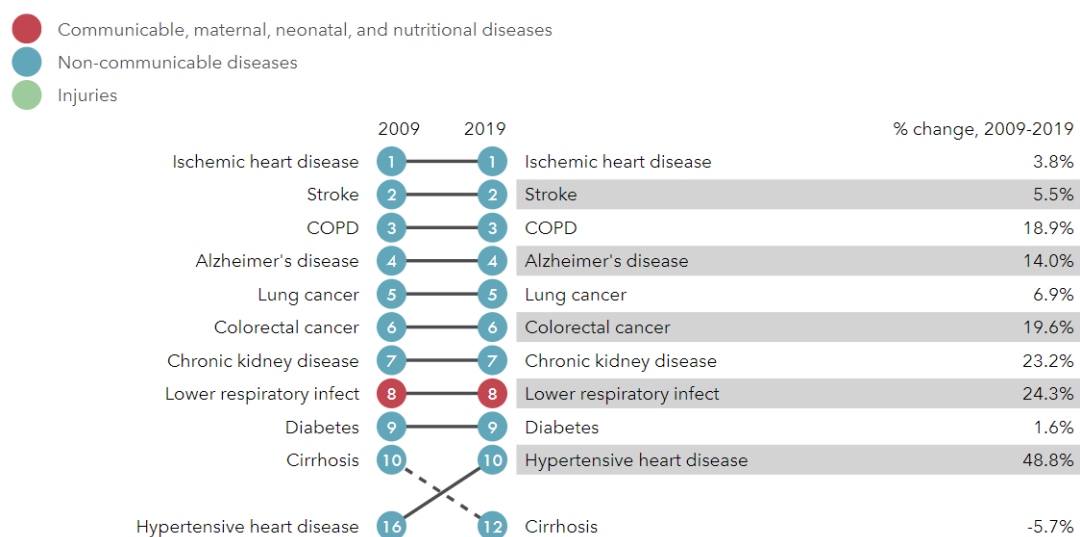 Communicable, maternal, neonatal, and nutritional diseases
Non-communicable diseases
Injuries
2009 2019 % change, 2009-2019
Ischemic heart disease 1 1 Ischemic heart disease 3.8%
Stroke 2 2 Stroke 5.5%
COPD 3 3 COPD 18.9%
Alzheimer's disease 4 4 Alzheimer's disease 14.0%
Lung cancer 5 5 Lung cancer 6.9%
Colorectal cancer 6 6 Colorectal cancer 19.6%
Chronic kidney disease 7 7 Chronic kidney disease 23.2%
Lower respiratory infect 8 8 Lower respiratory infect 24.3%
Diabetes 9 9 Diabetes 1.6%
Cirrhosis 10 10 Hypertensive heart disease 48.8%
Hypertensive heart disease 16 12 Cirrhosis -5.7%